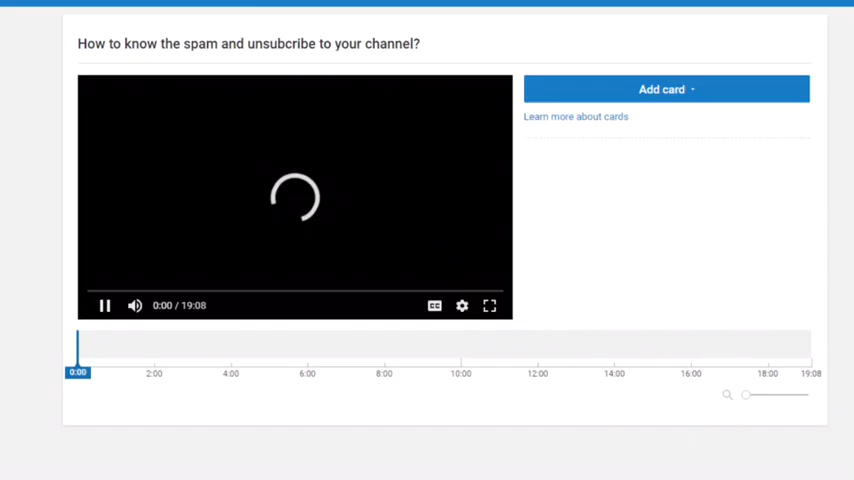 How to know the spam and unsubcribe to your channel?
Add card
Learn more about cards
0:00 / 19:08
CC
0:00
2:00
4:00
6:00
8:00
10:00
12:00
14:00
16:00
18:00
19:08